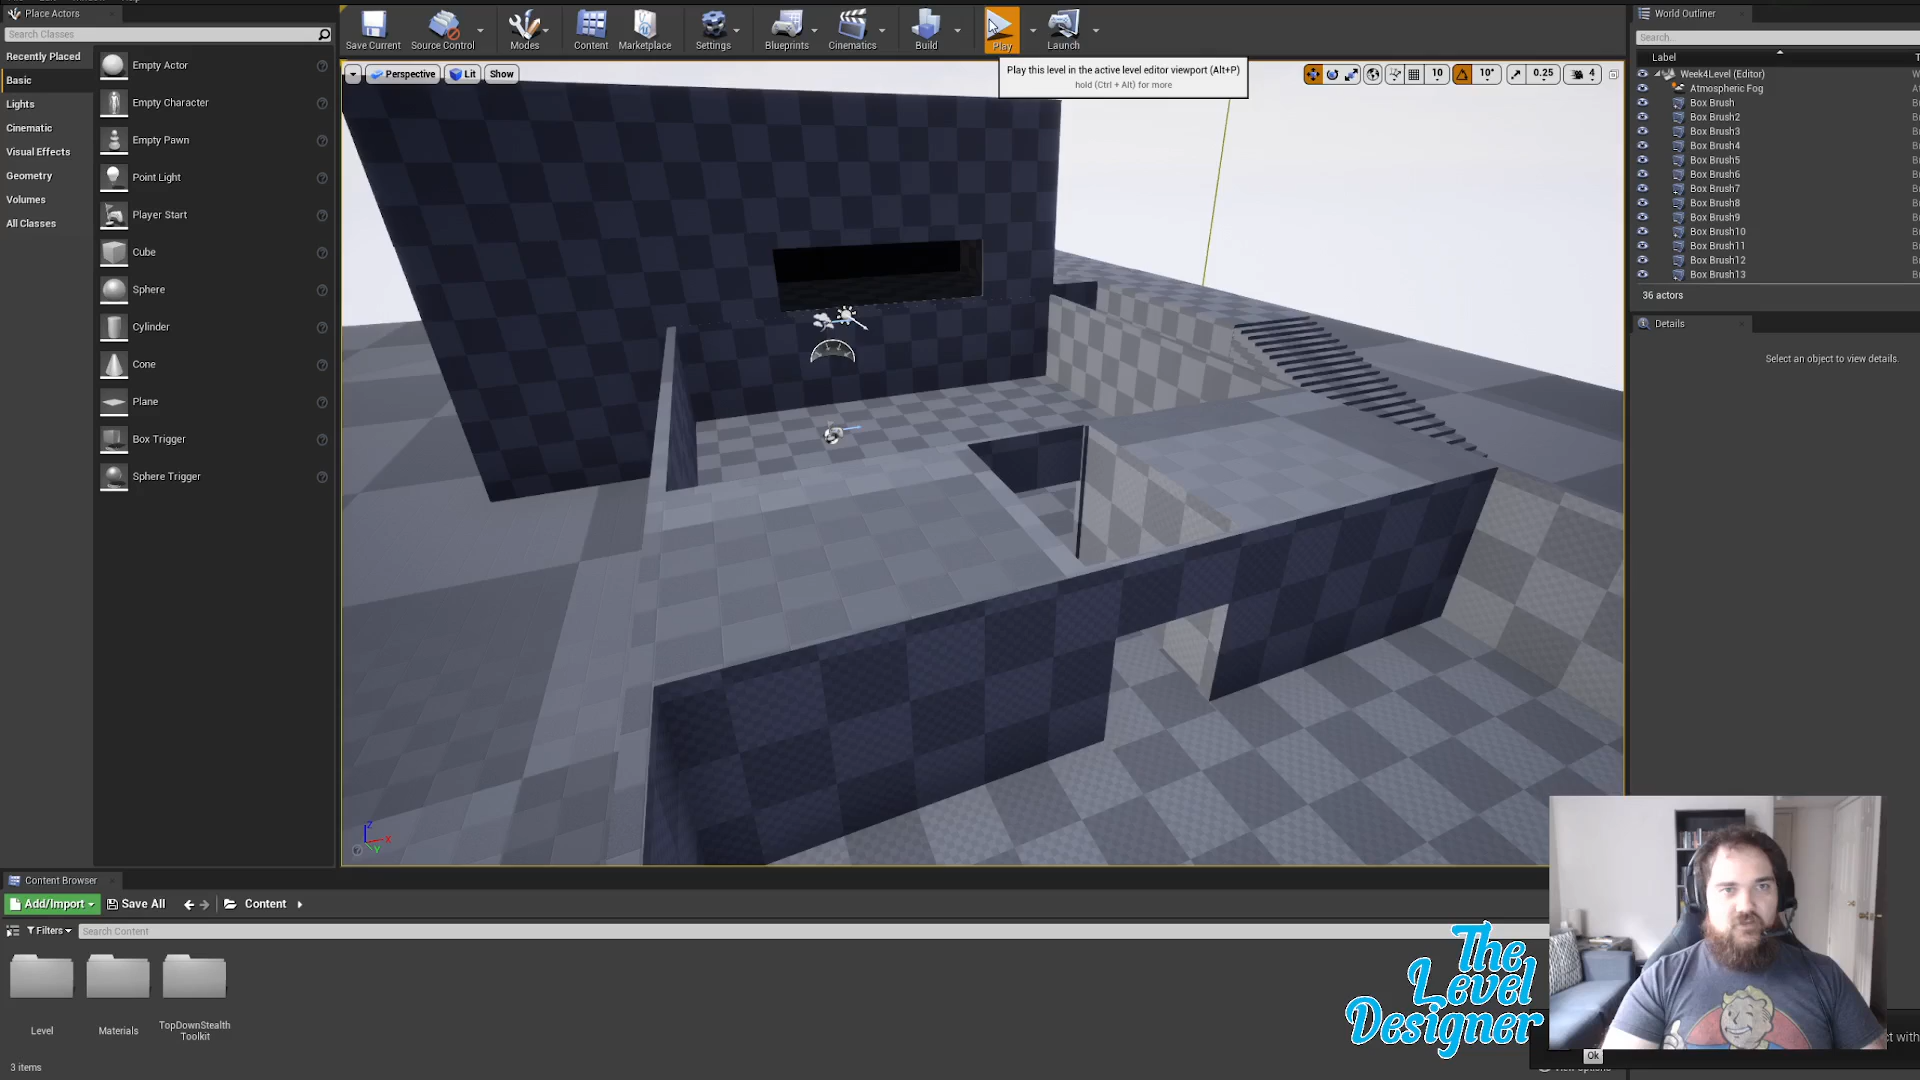 Place Actors
Search Classes
Recently Placed
Basic
Lights
Cinematic
Visual Effects
Geometry
Volumes
All Classes
Empty Actor
Empty Character
Empty Pawn
Point Light
Player Start
Cube
Sphere
Cylinder
Cone
Plane
Box Trigger
Sphere Trigger
Save Current
Source Control
Modes
Content
Marketplace
Settings
Blueprints
Cinematics
Build
Play
Launch
Play this level in the active level editor viewport (Alt+P)
hold (Ctrl + Alt) for more
Perspective
Lit
Show
10
10°
0.25
4
Z
X
Y
World Outliner
Search...
Label
Week4Level (Editor)
Atmospheric Fog
Box Brush
Box Brush2
Box Brush3
Box Brush4
Box Brush5
Box Brush6
Box Brush7
Box Brush8
Box Brush9
Box Brush10
Box Brush11
Box Brush12
Box Brush13
36 actors
Details
Select an object to view details.
Content Browser
Add/Import
Save All
Content
Filters
Search Content
Level
Materials
TopDownStealth
Toolkit
3 items
The
Level
Designer
Ok